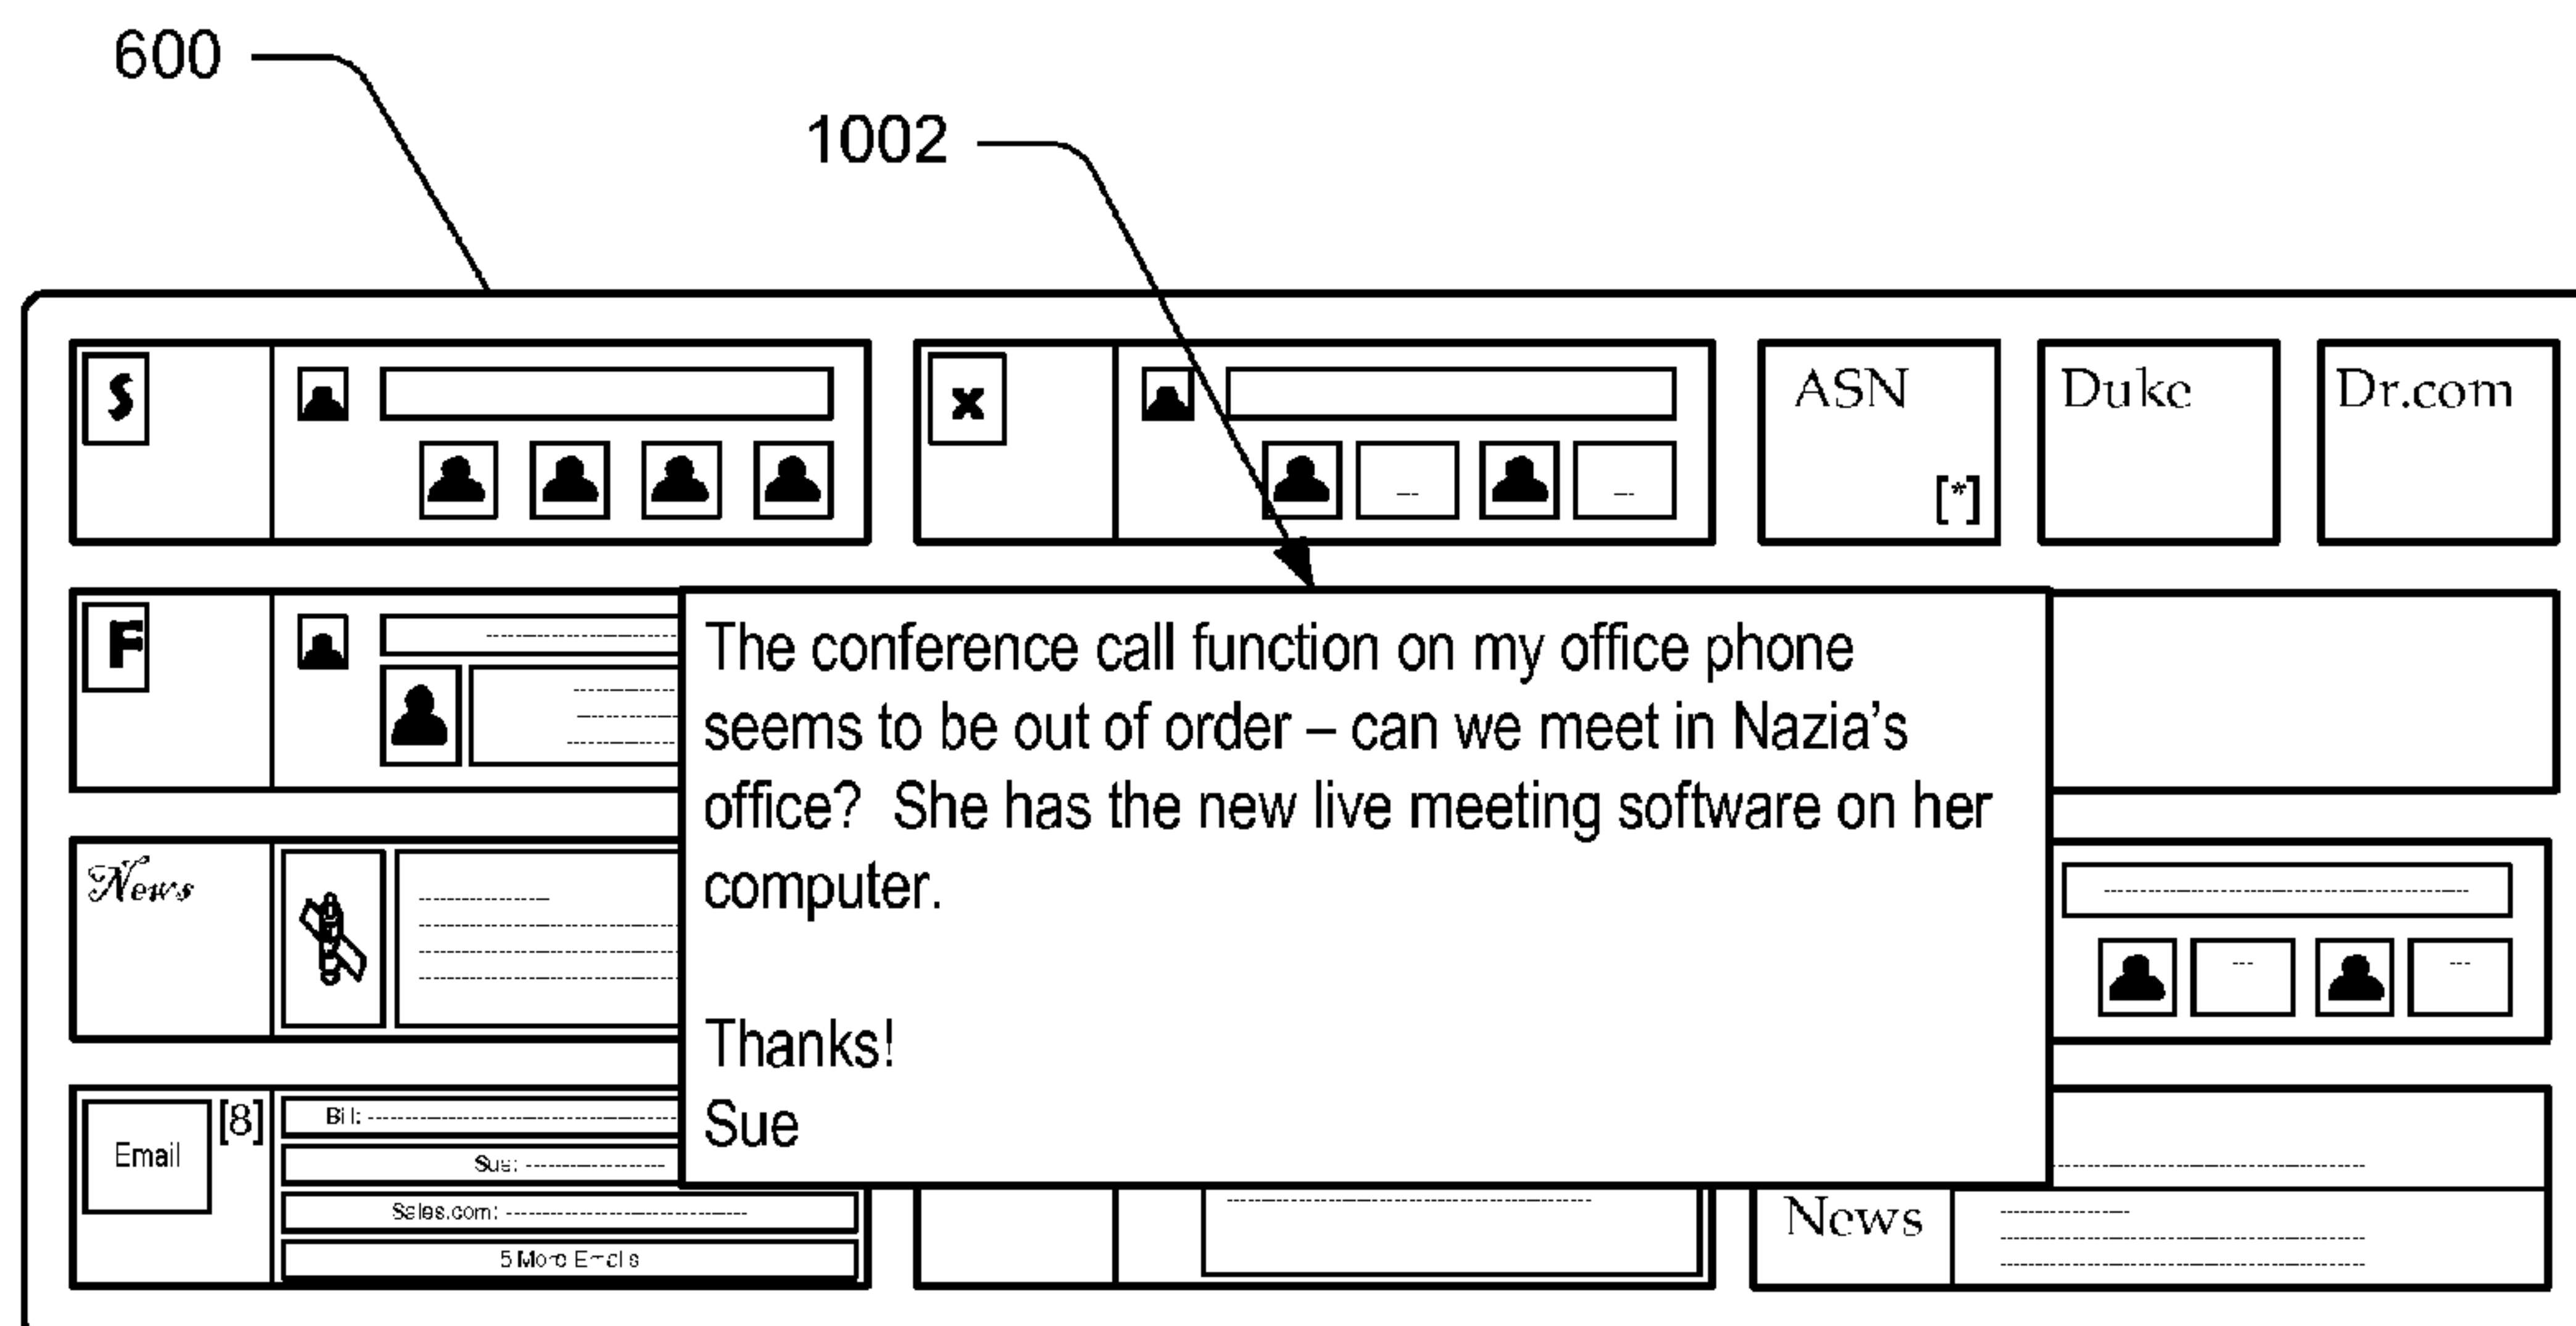 600
1002
S
x
ASN
[*]
Duke
Dr.com
F
The conference call function on my office phone
seems to be out of order – can we meet in Nazia's
office? She has the new live meeting software on her
computer.
Thanks!
Sue
News
Email
[8]
Bill:
Sue:
Sales.com:
5 More Emails
News